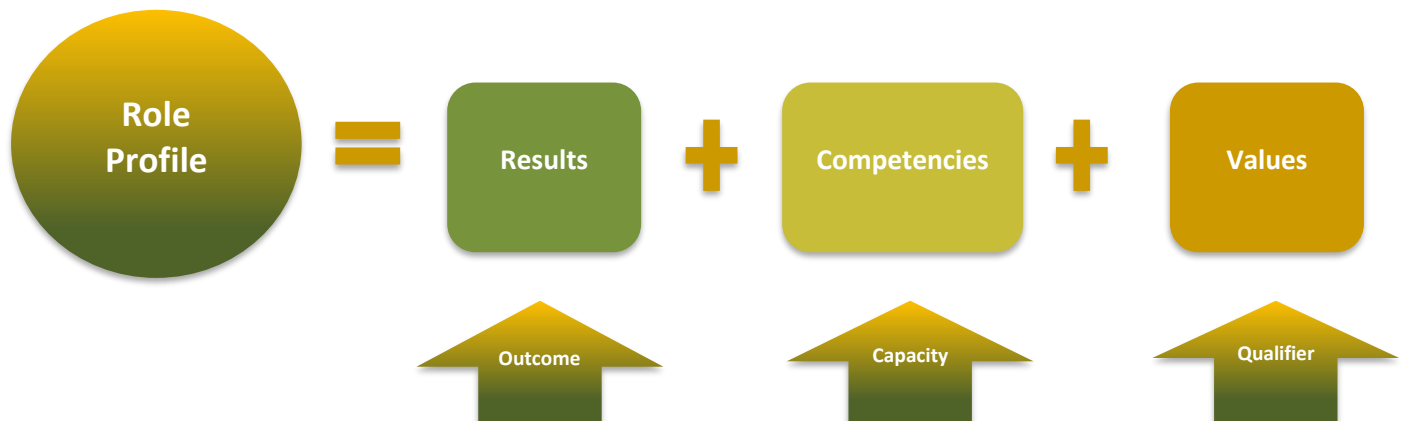 Role
Profile
=
Results
+
Competencies
+
Values
Outcome
Capacity
Qualifier